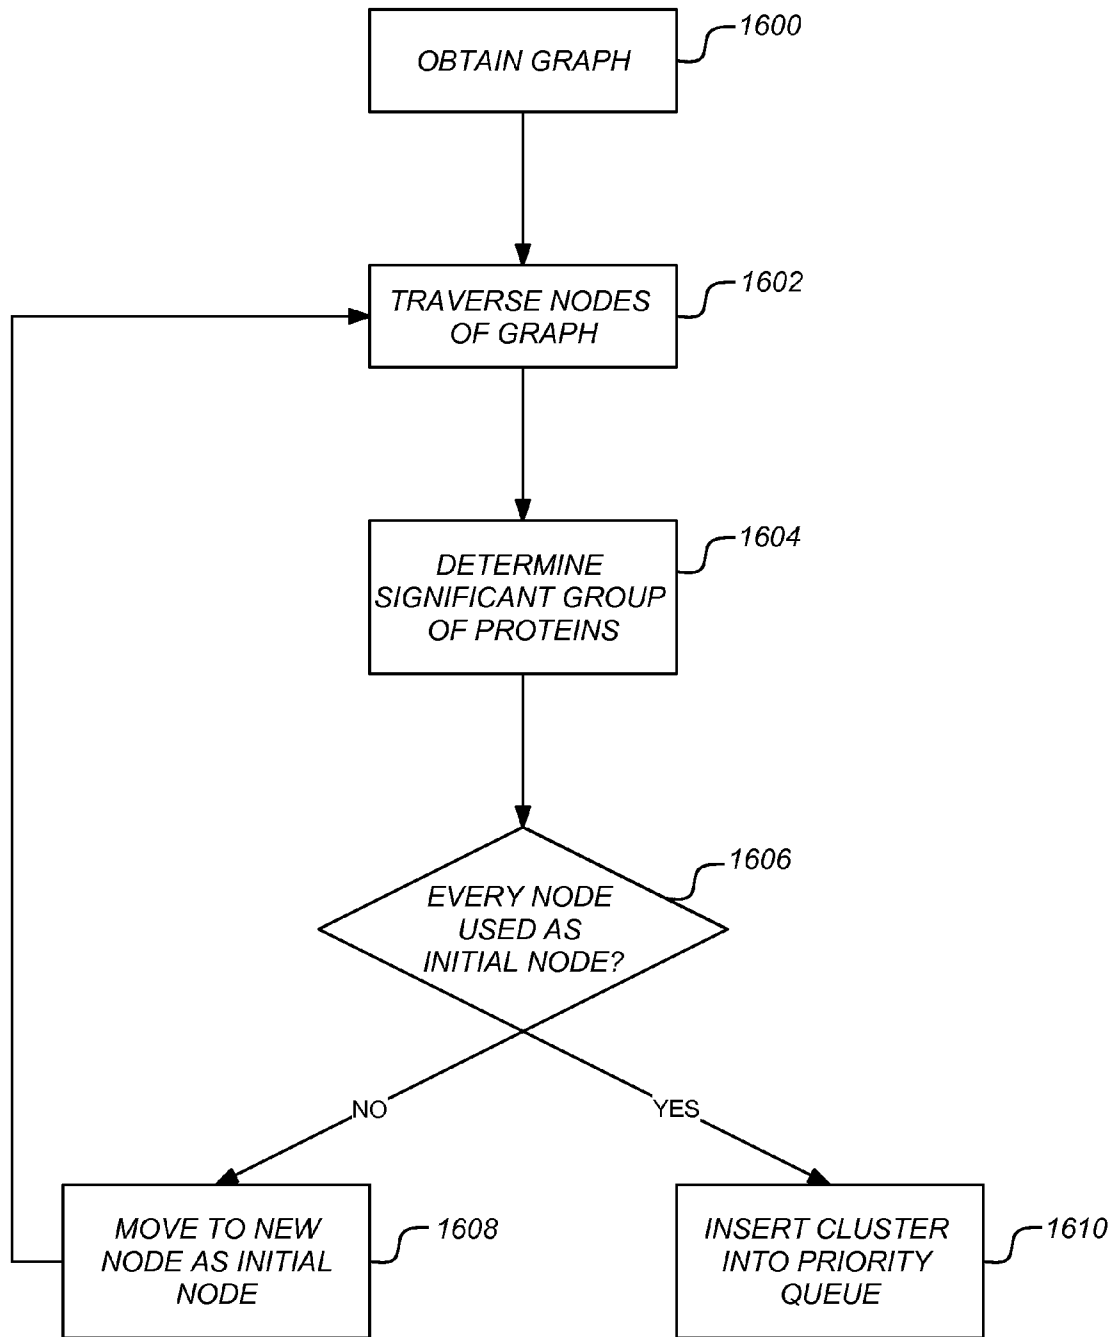 OBTAIN GRAPH
1600
TRAVERSE NODES
OF GRAPH
1602
DETERMINE
SIGNIFICANT GROUP
OF PROTEINS
1604
EVERY NODE
USED AS
INITIAL NODE?
1606
NO
YES
MOVE TO NEW
NODE AS INITIAL
NODE
1608
INSERT CLUSTER
INTO PRIORITY
QUEUE
1610